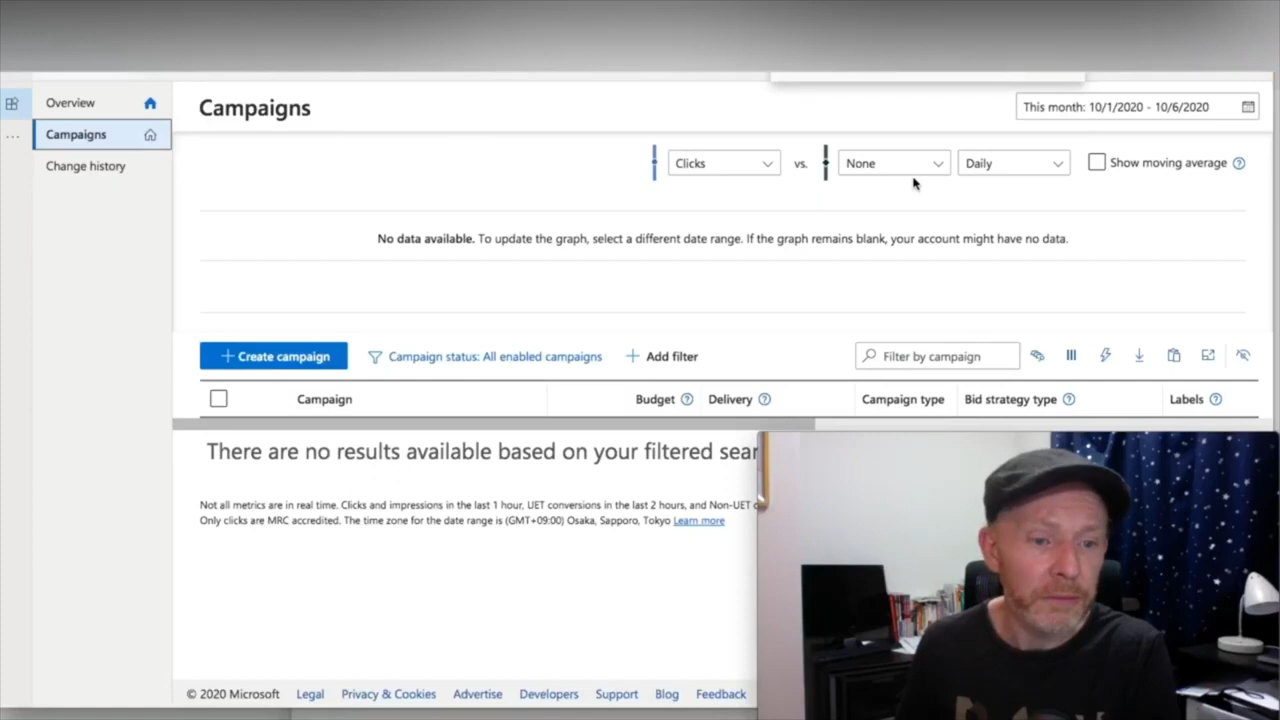 Overview
Campaigns
Change history
Campaigns
This month: 10/1/2020 - 10/6/2020
Clicks vs. None Daily Show moving average
No data available. To update the graph, select a different date range. If the graph remains blank, your account might have no data.
Create campaign Campaign status: All enabled campaigns Add filter Filter by campaign
Campaign Budget Delivery Campaign type Bid strategy type Labels
There are no results available based on your filtered sear
Not all metrics are in real time. Clicks and impressions in the last 1 hour, UET conversions in the last 2 hours, and Non-UET
Only clicks are MRC accredited. The time zone for the date range is (GMT+09:00) Osaka, Sapporo, Tokyo Learn more
© 2020 Microsoft Legal Privacy & Cookies Advertise Developers Support Blog Feedback